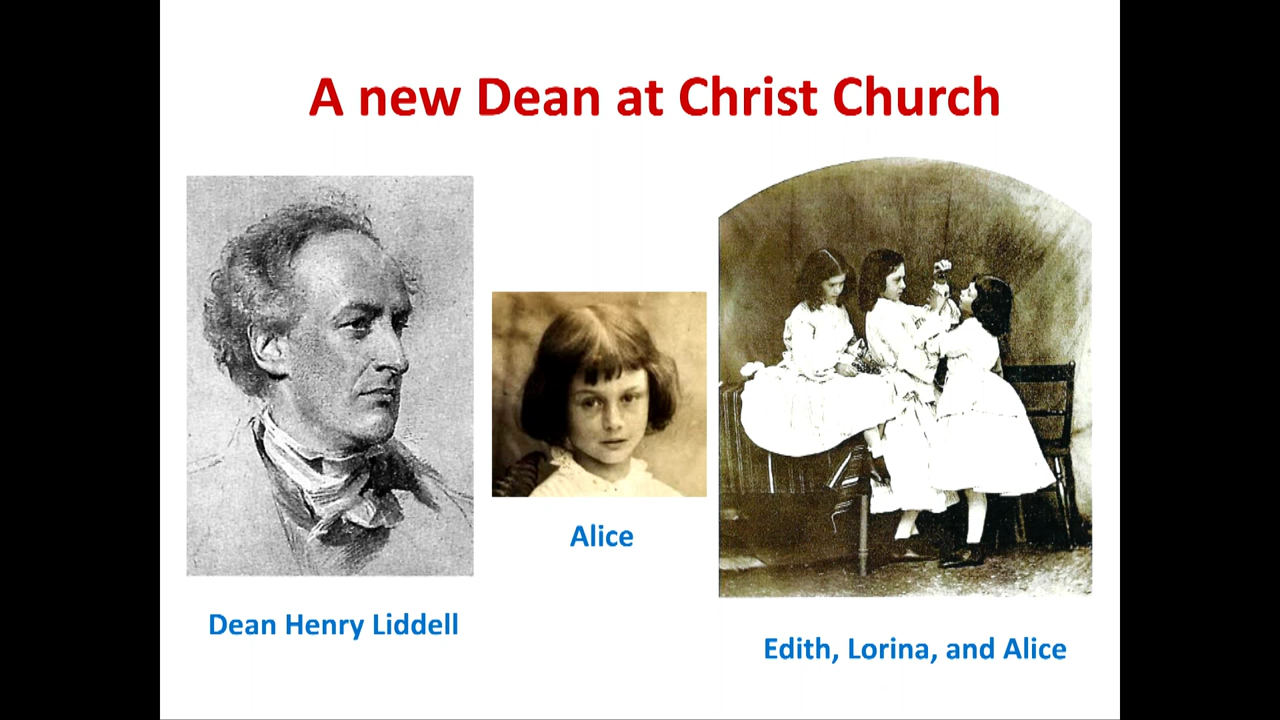 A new Dean at Christ Church
Alice
Dean Henry Liddell
Edith, Lorina, and Alice